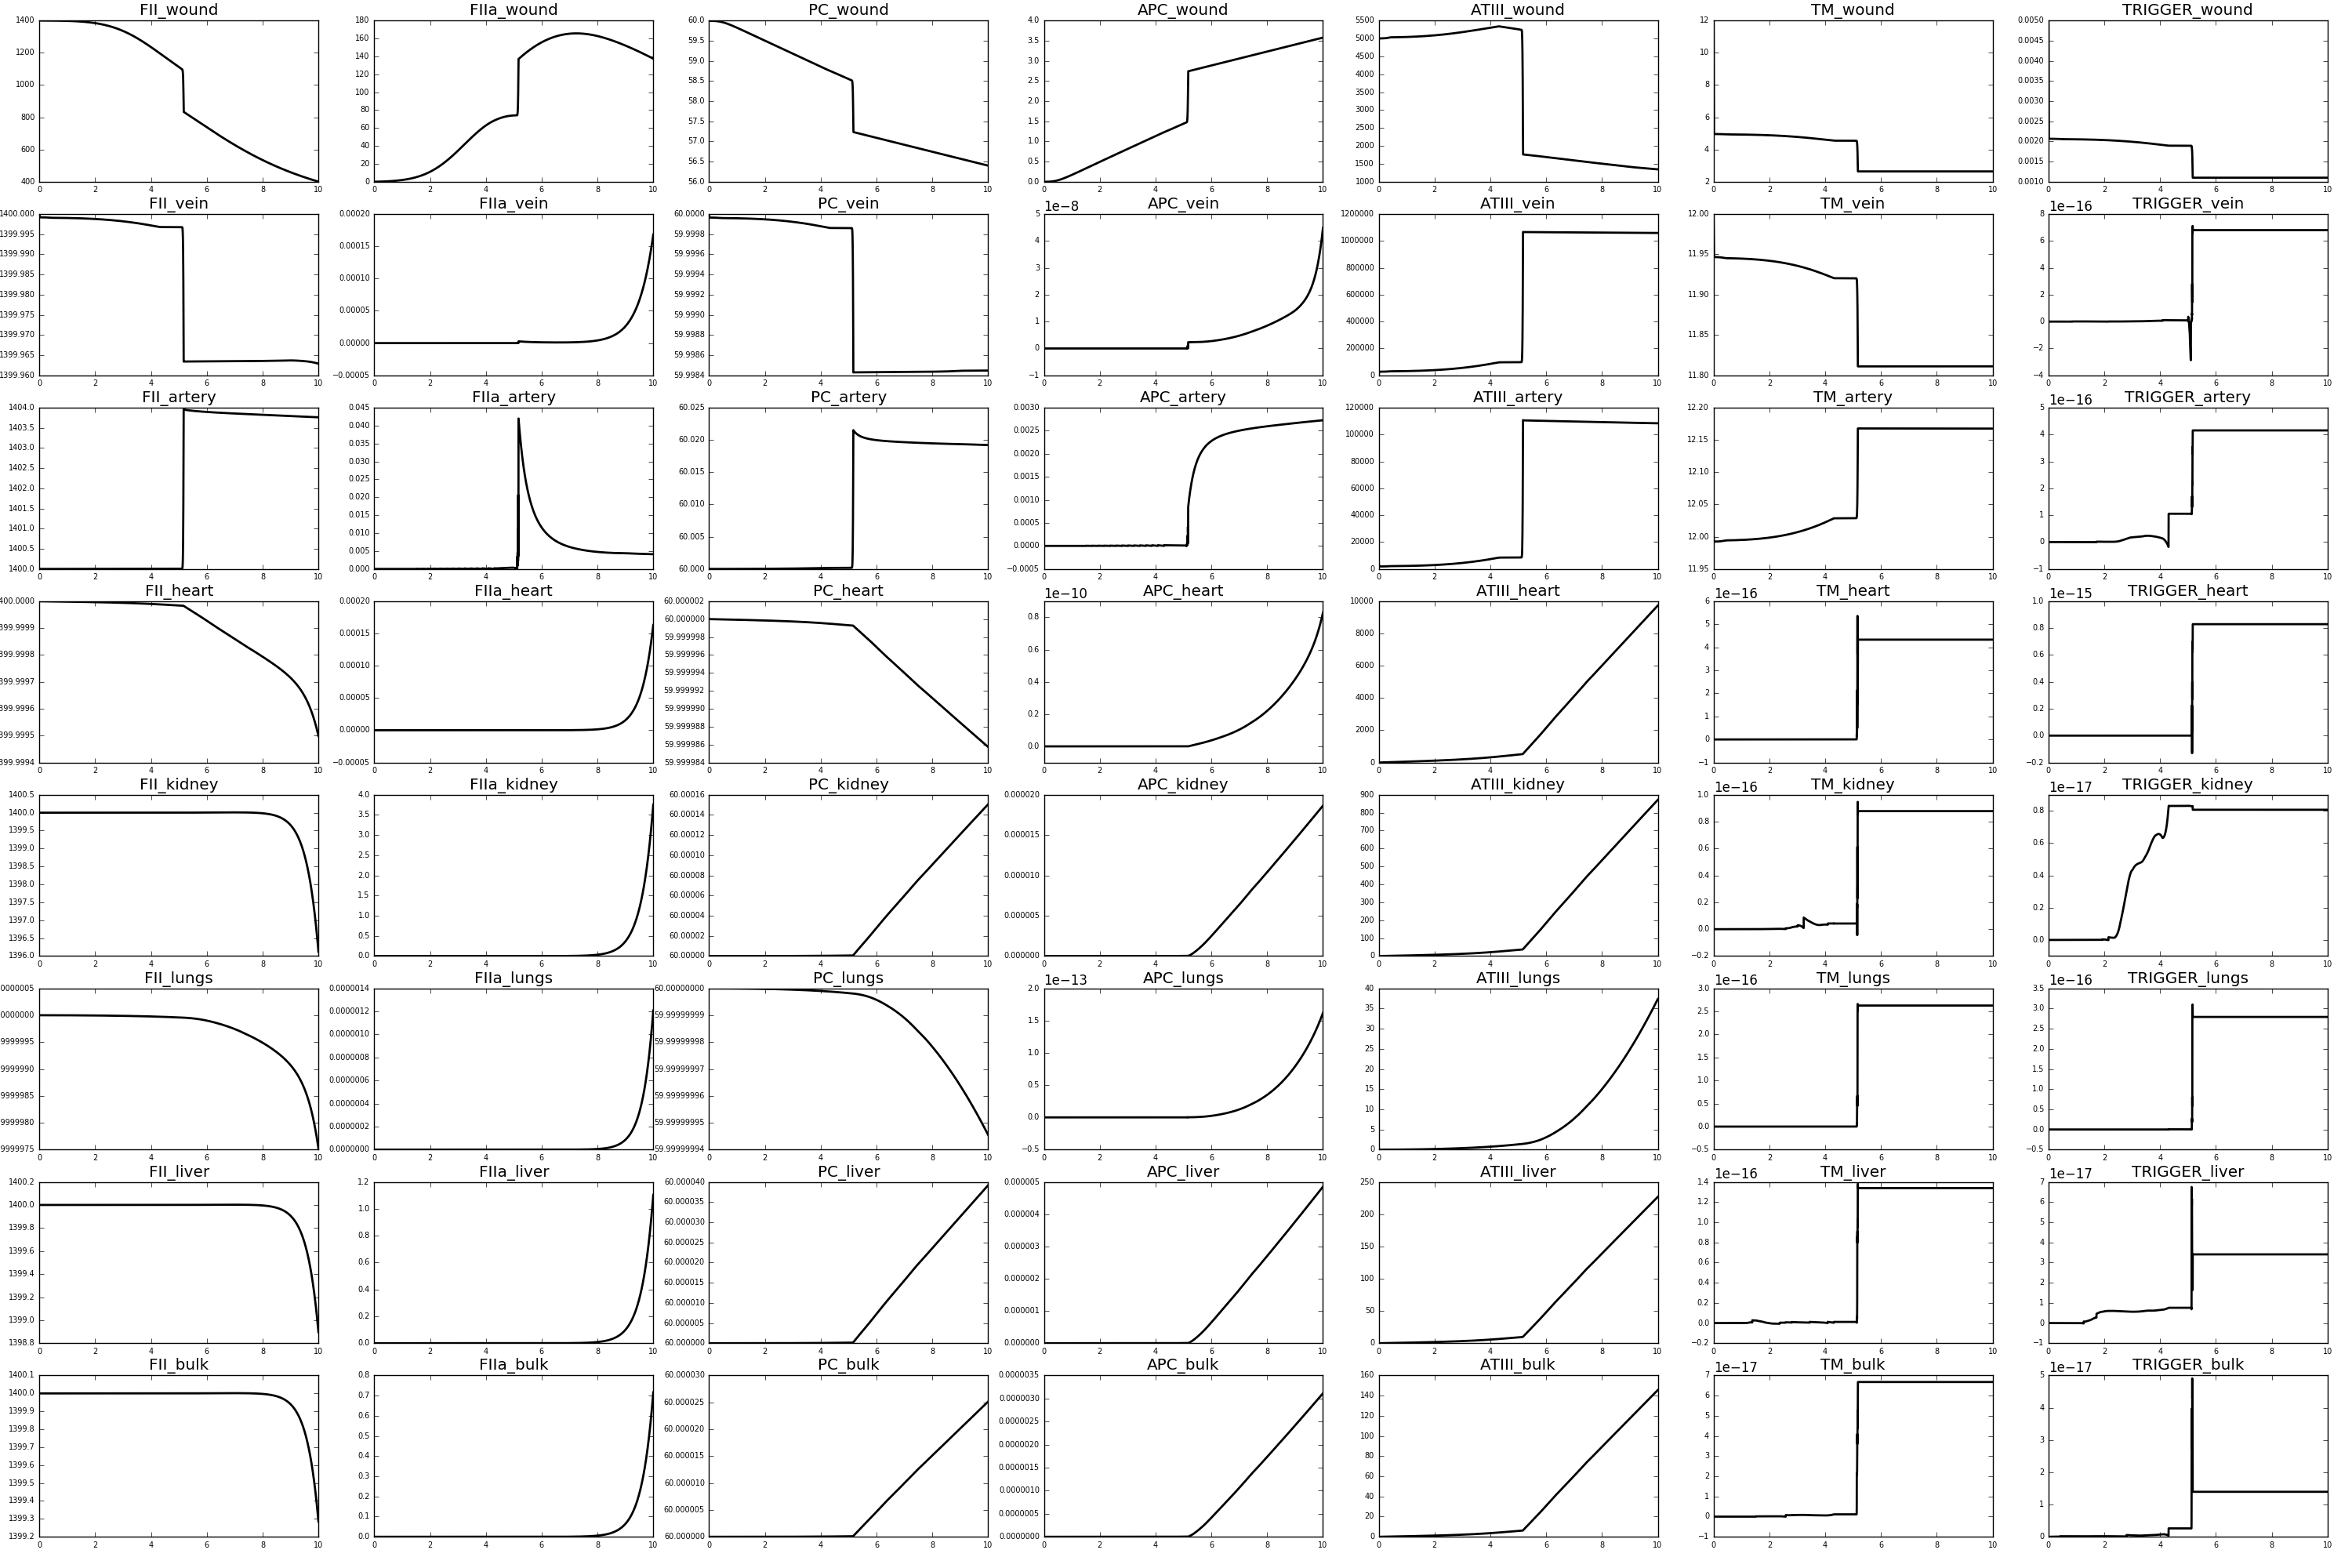 FII_wound
1400 1200 1000 800 600 400
0 2 4 6 8 10
FIIa_wound
180 160 140 120 100 80 60 40 20 0
0 2 4 6 8 10
PC_wound
60.0 59.5 59.0 58.5 58.0 57.5 57.0 56.5 56.0
0 2 4 6 8 10
APC_wound
4.0 3.5 3.0 2.5 2.0 1.5 1.0 0.5 0.0
0 2 4 6 8 10
ATIII_wound
5500 5000 4500 4000 3500 3000 2500 2000 1500 1000
0 2 4 6 8 10
TM_wound
12 10 8 6 4 2
0 2 4 6 8 10
TRIGGER_wound
0.0050 0.0045 0.0040 0.0035 0.0030 0.0025 0.0020 0.0015 0.0010
0 2 4 6 8 10
FII_vein
1400.000 1399.995 1399.990 1399.985 1399.980 1399.975 1399.970 1399.965 1399.960
0 2 4 6 8 10
FIIa_vein
0.00020 0.00015 0.00010 0.00005 0.00000 −0.00005
0 2 4 6 8 10
PC_vein
60.0000 59.9998 59.9996 59.9994 59.9992 59.9990 59.9988 59.9986 59.9984
0 2 4 6 8 10
APC_vein
1e−8
5 4 3 2 1 0 −1
0 2 4 6 8 10
ATIII_vein
1200000 1000000 800000 600000 400000 200000 0
0 2 4 6 8 10
TM_vein
12.00 11.95 11.90 11.85 11.80
0 2 4 6 8 10
TRIGGER_vein
1e−16
8 6 4 2 0 −2 −4
0 2 4 6 8 10
FII_artery
1404.0 1403.5 1403.0 1402.5 1402.0 1401.5 1401.0 1400.5 1400.0
0 2 4 6 8 10
FIIa_artery
0.045 0.040 0.035 0.030 0.025 0.020 0.015 0.010 0.005 0.000
0 2 4 6 8 10
PC_artery
60.025 60.020 60.015 60.010 60.005 60.000
0 2 4 6 8 10
APC_artery
0.0030 0.0025 0.0020 0.0015 0.0010 0.0005 0.0000 −0.0005
0 2 4 6 8 10
ATIII_artery
120000 100000 80000 60000 40000 20000 0
0 2 4 6 8 10
TM_artery
12.20 12.15 12.10 12.05 12.00 11.95
0 2 4 6 8 10
TRIGGER_artery
1e−16
5 4 3 2 1 0 −1
0 2 4 6 8 10
FII_heart
400.0000 399.9999 399.9998 399.9997 399.9996 399.9995 399.9994
0 2 4 6 8 10
FIIa_heart
0.00020 0.00015 0.00010 0.00005 0.00000 −0.00005
0 2 4 6 8 10
PC_heart
60.000002 60.000000 59.999998 59.999996 59.999994 59.999992 59.999990 59.999988 59.999986 59.999984
0 2 4 6 8 10
APC_heart
1e−10
0.8 0.6 0.4 0.2 0.0
0 2 4 6 8 10
ATIII_heart
10000 8000 6000 4000 2000 0
0 2 4 6 8 10
TM_heart
1e−16
6 5 4 3 2 1 0 −1
0 2 4 6 8 10
TRIGGER_heart
1e−15
1.0 0.8 0.6 0.4 0.2 0.0 −0.2
0 2 4 6 8 10
FII_kidney
1400.5 1400.0 1399.5 1399.0 1398.5 1398.0 1397.5 1397.0 1396.5 1396.0
0 2 4 6 8 10
FIIa_kidney
4.0 3.5 3.0 2.5 2.0 1.5 1.0 0.5 0.0
0 2 4 6 8 10
PC_kidney
60.00016 60.00014 60.00012 60.00010 60.00008 60.00006 60.00004 60.00002 60.00000
0 2 4 6 8 10
APC_kidney
0.000020 0.000015 0.000010 0.000005 0.000000
0 2 4 6 8 10
ATIII_kidney
900 800 700 600 500 400 300 200 100 0
0 2 4 6 8 10
TM_kidney
1e−16
1.0 0.8 0.6 0.4 0.2 0.0 −0.2
0 2 4 6 8 10
TRIGGER_kidney
1e−17
0.8 0.6 0.4 0.2 0.0
0 2 4 6 8 10
FII_lungs
0000005 0000000 9999995 9999990 9999985 9999980 9999975
0 2 4 6 8 10
FIIa_lungs
0.0000014 0.0000012 0.0000010 0.0000008 0.0000006 0.0000004 0.0000002 0.0000000
0 2 4 6 8 10
PC_lungs
60.00000000 59.99999999 59.99999998 59.99999997 59.99999996 59.99999995 59.99999994
0 2 4 6 8 10
APC_lungs
1e−13
2.0 1.5 1.0 0.5 0.0 −0.5
0 2 4 6 8 10
ATIII_lungs
40 35 30 25 20 15 10 5 0
0 2 4 6 8 10
TM_lungs
1e−16
3.0 2.5 2.0 1.5 1.0 0.5 0.0 −0.5
0 2 4 6 8 10
TRIGGER_lungs
1e−16
3.5 3.0 2.5 2.0 1.5 1.0 0.5 0.0 −0.5
0 2 4 6 8 10
FII_liver
1400.2 1400.0 1399.8 1399.6 1399.4 1399.2 1399.0 1398.8
0 2 4 6 8 10
FIIa_liver
1.2 1.0 0.8 0.6 0.4 0.2 0.0
0 2 4 6 8 10
PC_liver
60.000040 60.000035 60.000030 60.000025 60.000020 60.000015 60.000010 60.000005 60.000000
0 2 4 6 8 10
APC_liver
0.000005 0.000004 0.000003 0.000002 0.000001 0.000000
0 2 4 6 8 10
ATIII_liver
250 200 150 100 50 0
0 2 4 6 8 10
TM_liver
1e−16
1.4 1.2 1.0 0.8 0.6 0.4 0.2 0.0 −0.2
0 2 4 6 8 10
TRIGGER_liver
1e−17
7 6 5 4 3 2 1 0 −1
0 2 4 6 8 10
FII_bulk
1400.1 1400.0 1399.9 1399.8 1399.7 1399.6 1399.5 1399.4 1399.3 1399.2
0 2 4 6 8 10
FIIa_bulk
0.8 0.7 0.6 0.5 0.4 0.3 0.2 0.1 0.0
0 2 4 6 8 10
PC_bulk
60.000030 60.000025 60.000020 60.000015 60.000010 60.000005 60.000000
0 2 4 6 8 10
APC_bulk
0.0000035 0.0000030 0.0000025 0.0000020 0.0000015 0.0000010 0.0000005 0.0000000
0 2 4 6 8 10
ATIII_bulk
160 140 120 100 80 60 40 20 0
0 2 4 6 8 10
TM_bulk
1e−17
7 6 5 4 3 2 1 0 −1
0 2 4 6 8 10
TRIGGER_bulk
1e−17
5 4 3 2 1 0
0 2 4 6 8 10